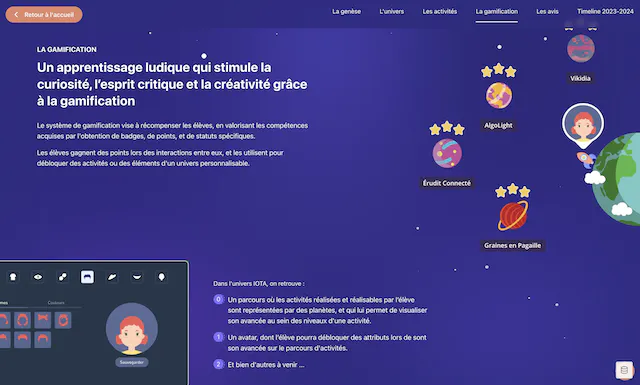 Retour à l'accueil
La genèse
L'univers
Les activités
La gamification
Les avis
Timeline 2023-2024
LA GAMIFICATION
Un apprentissage ludique qui stimule la
curiosité, l'esprit critique et la créativité grâce
à la gamification
Le système de gamification vise à récompenser les élèves, en valorisant les compétences
acquises par l'obtention de badges, de points, et de statuts spécifiques.
Les élèves gagnent des points lors des interactions entre eux, et les utilisent pour
débloquer des activités ou des éléments d'un univers personnalisable.
Vikidia
AlgoLight
Érudit Connecté
Graines en Pagaille
Couleurs
Sauvegarder
Dans l'univers IOTA, on retrouve :
0 Un parcours où les activités réalisées et réalisables par l'élève
sont représentées par des planètes, et qui lui permet de visualiser
son avancée au sein des niveaux d'une activité.
1 Un avatar, dont l'élève pourra débloquer des attributs lors de son
son avancée sur le parcours d'activités.
2 Et bien d'autres à venir ...